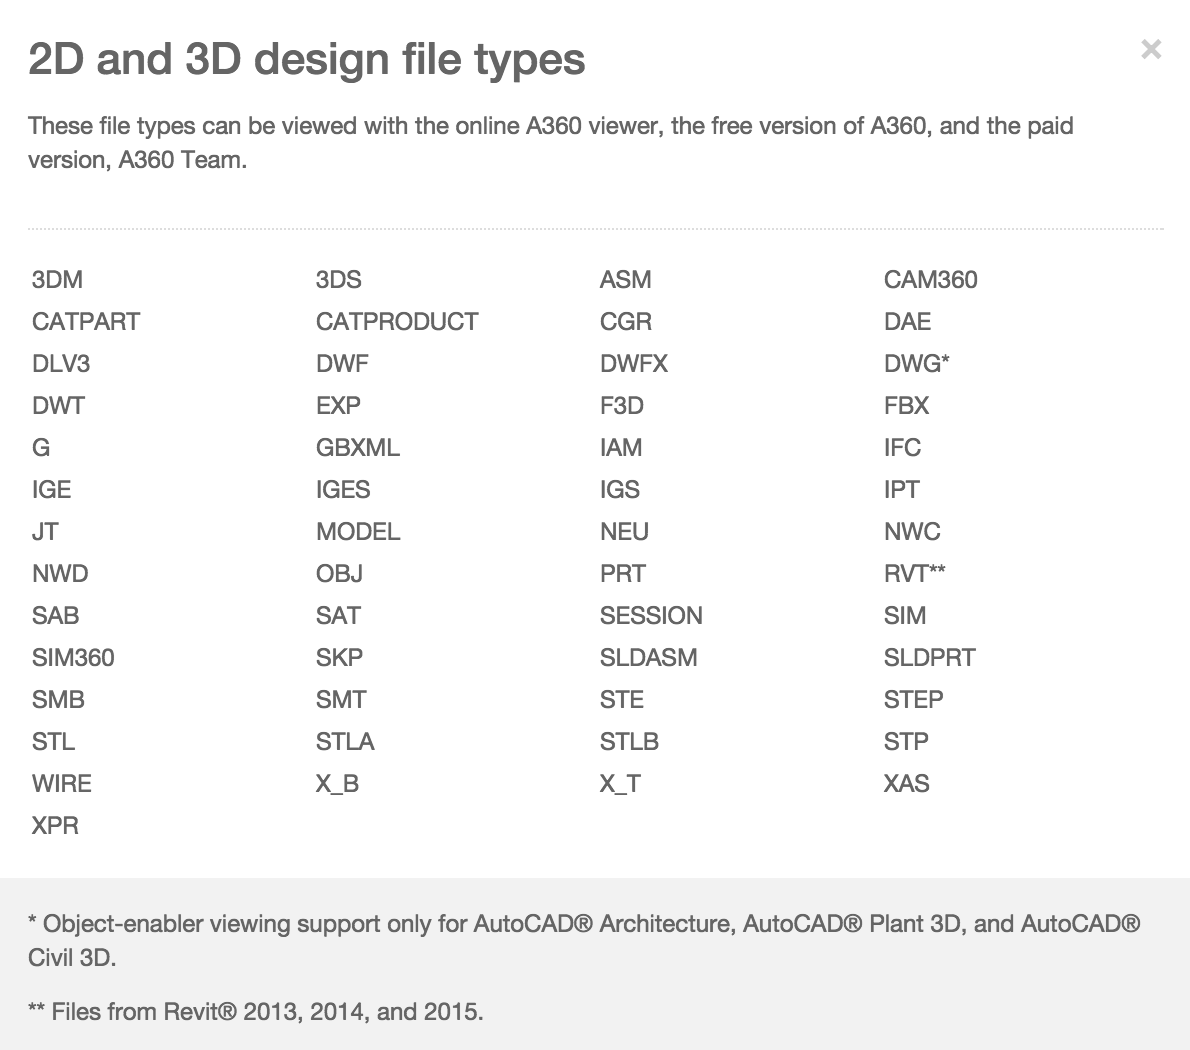 2D and 3D design file types
×
These file types can be viewed with the online A360 viewer, the free version of A360, and the paid
version, A360 Team.
3DM 3DS ASM CAM360
CATPART CATPRODUCT CGR DAE
DLV3 DWF DWFX DWG*
DWT EXP F3D FBX
G GBXML IAM IFC
IGE IGES IGS IPT
JT MODEL NEU NWC
NWD OBJ PRT RVT**
SAB SAT SESSION SIM
SIM360 SKP SLDASM SLDPRT
SMB SMT STE STEP
STL STLA STLB STP
WIRE X_B X_T XAS
XPR
* Object-enabler viewing support only for AutoCAD® Architecture, AutoCAD® Plant 3D, and AutoCAD®
Civil 3D.
** Files from Revit® 2013, 2014, and 2015.